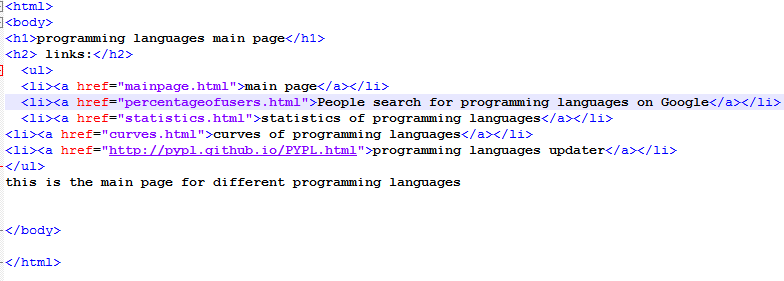 <html>
<body>
<h1>programming languages main page</h1>
<h2> links:</h2>
  <ul>
  <li><a href="mainpage.html">main page</a></li>
  <li><a href="percentageofusers.html">People search for programming languages on Google</a></li>
  <li><a href="statistics.html">statistics of programming languages</a></li>
<li><a href="curves.html">curves of programming languages</a></li>
<li><a href="http://pypl.github.io/PYPL.html">programming languages updater</a></li>
</ul>
this is the main page for different programming languages
</body>
</html>